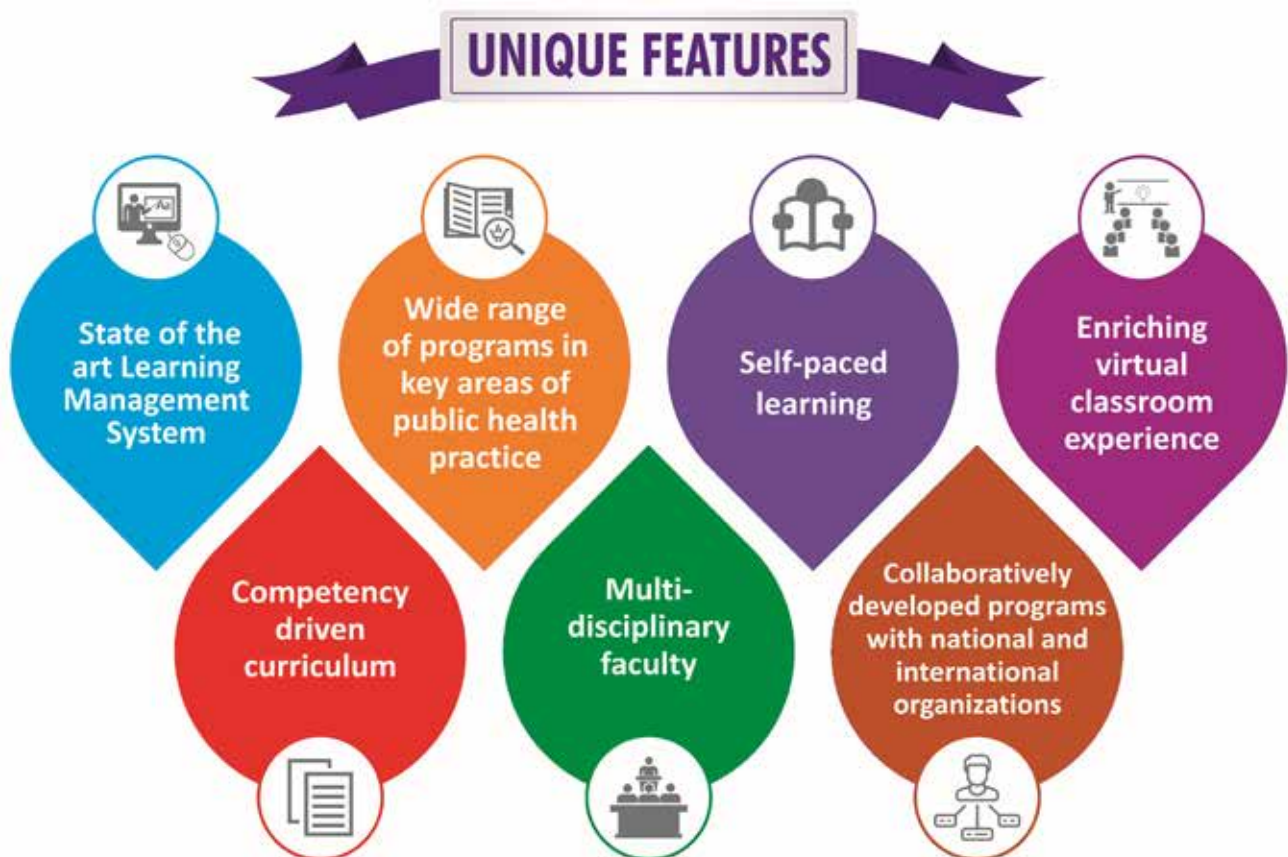 UNIQUE FEATURES
State of the
art Learning
Management
System
Wide range
of programs in
key areas of
public health
practice
Self-paced
learning
Enriching
virtual
classroom
experience
Competency
driven
curriculum
Multi-
disciplinary
faculty
Collaboratively
developed programs
with national and
international
organizations